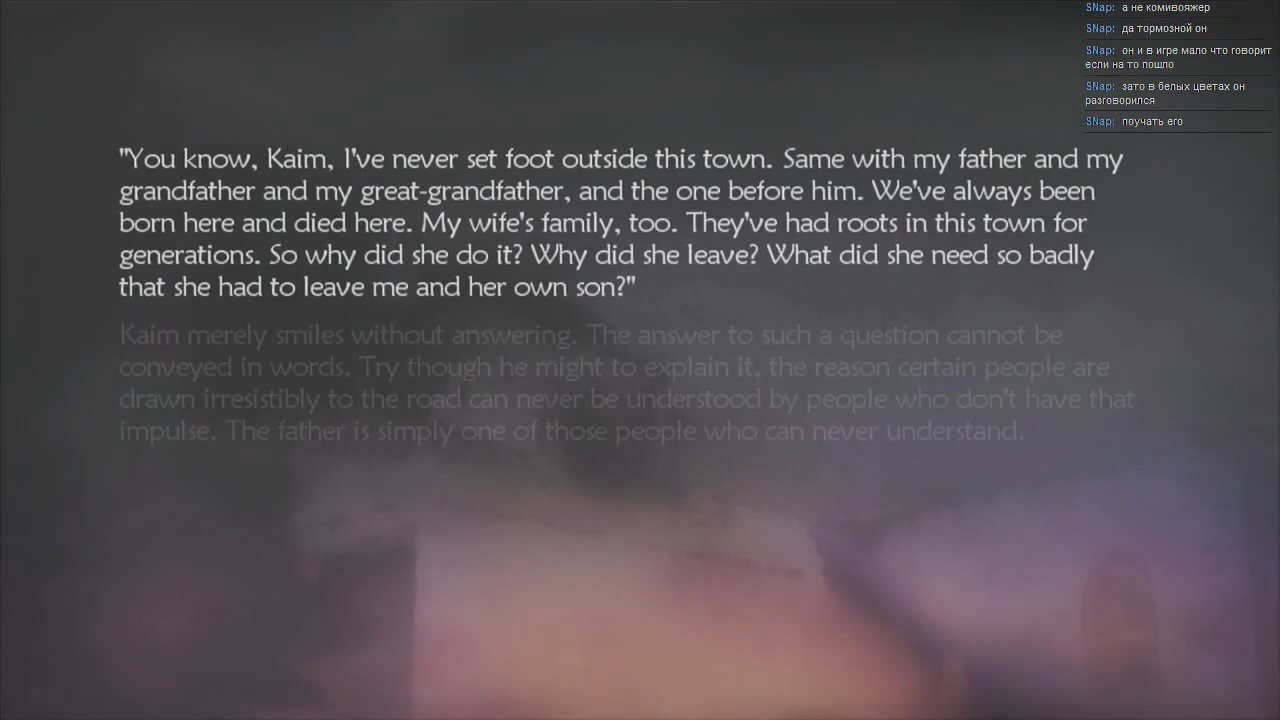 SNap: а не комивояжер
SNap: да тормозной он
SNap: он и в игре мало что говорит
если на то пошло
SNap: зато в белых цветах он
разговорился
SNap: поучать его
"You know, Kaim, I've never set foot outside this town. Same with my father and my
grandfather and my great-grandfather, and the one before him. We've always been
born here and died here. My wife's family, too. They've had roots in this town for
generations. So why did she do it? Why did she leave? What did she need so badly
that she had to leave me and her own son?"
Kaim merely smiles without answering. The answer to such a question cannot be
conveyed in words. Try though he might to explain it, the reason certain people are
drawn irresistibly to the road can never be understood by people who don't have that
impulse. The father is simply one of those people who can never understand.